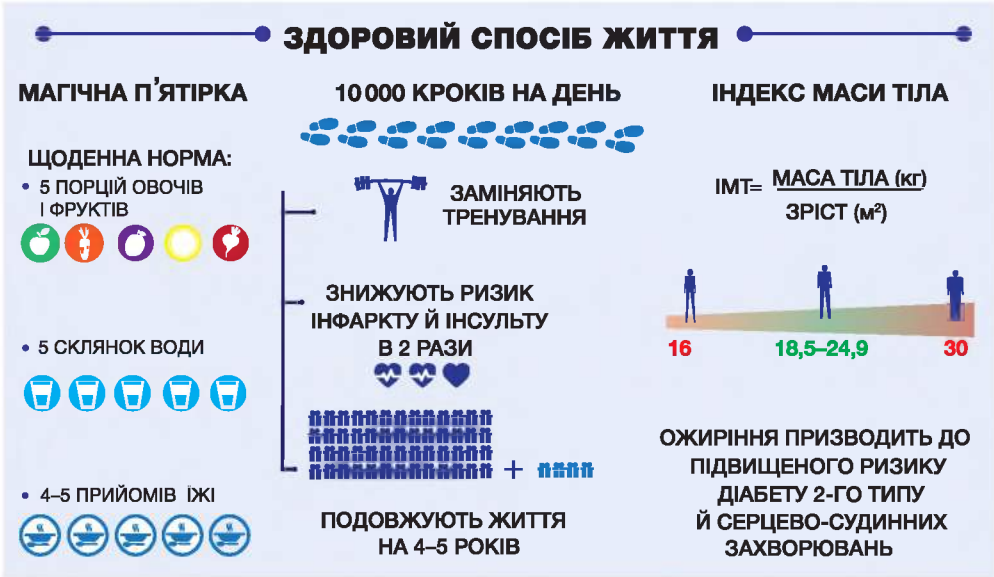 ЗДОРОВИЙ СПОСІБ ЖИТТЯ
МАГІЧНА П’ЯТІРКА
ЩОДЕННА НОРМА:
• 5 ПОРЦІЙ ОВОЧІВ
І ФРУКТІВ
• 5 СКЛЯНОК ВОДИ
• 4–5 ПРИЙОМІВ ЇЖІ
10 000 КРОКІВ НА ДЕНЬ
ЗАМІНЯЮТЬ
ТРЕНУВАННЯ
ЗНИЖУЮТЬ РИЗИК
ІНФАРКТУ Й ІНСУЛЬТУ
В 2 РАЗИ
+
ПОДОВЖУЮТЬ ЖИТТЯ
НА 4–5 РОКІВ
ІНДЕКС МАСИ ТІЛА
ІМТ= МАСА ТІЛА (кг)
ЗРІСТ (м²)
16 18,5–24,9 30
ОЖИРІННЯ ПРИЗВОДИТЬ ДО
ПІДВИЩЕНОГО РИЗИКУ
ДІАБЕТУ 2-ГО ТИПУ
Й СЕРЦЕВО-СУДИННИХ
ЗАХВОРЮВАНЬ